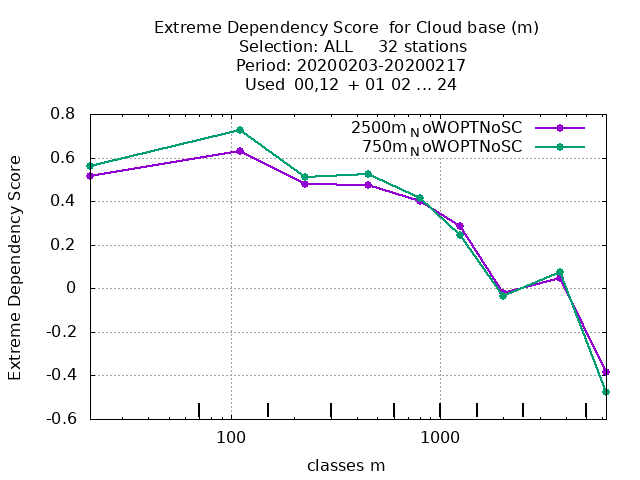 Extreme Dependency Score  for Cloud base (m)
Selection: ALL     32 stations
Period: 20200203-20200217
Used  00,12  + 01 02 ... 24
0.8
2500m_NoWOPTNoSC
750m_NoWOPTNoSC
0.6
0.4
0.2
0
-0.2
-0.4
-0.6
Extreme Dependency Score
100
1000
classes m